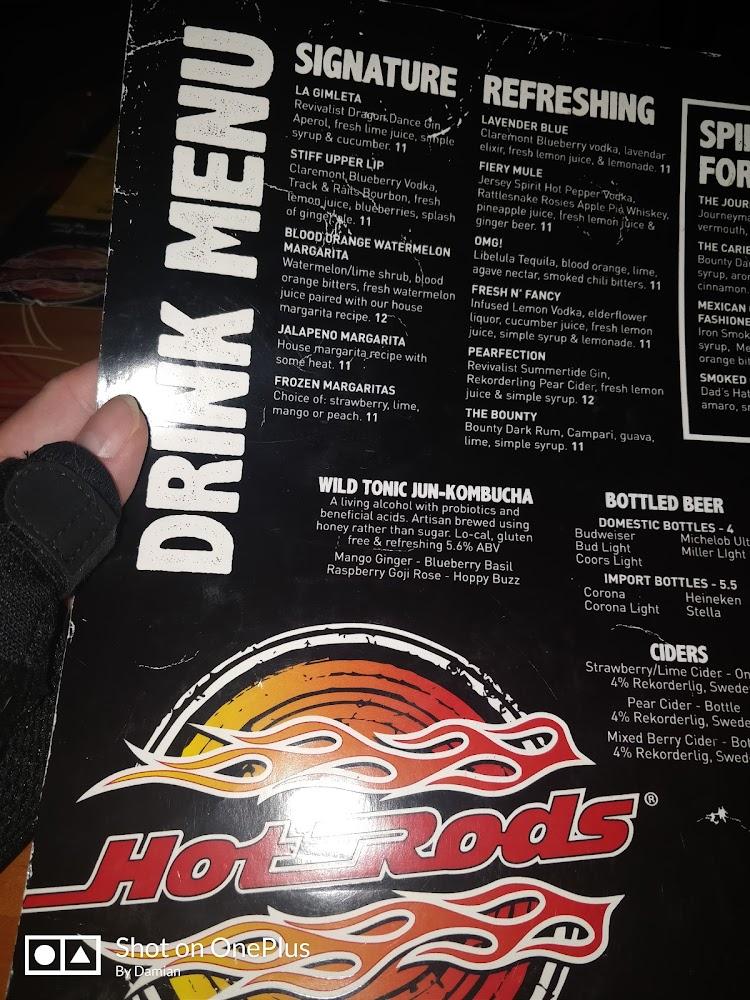 DRINK MENU
SIGNATURE
LA GIMLETA
Revivalist Dragon Dance Gin,
Aperol, fresh lime juice, simple
syrup & cucumber. 11
STIFF UPPER LIP
Claremont Blueberry Vodka,
Track & Rails Bourbon, fresh
lemon juice, blueberries, splash
of ginger ale. 11
BLOOD ORANGE WATERMELON
MARGARITA
Watermelon/lime shrub, blood
orange bitters, fresh watermelon
juice paired with our house
margarita recipe. 12
JALAPENO MARGARITA
House margarita recipe with
some heat. 11
FROZEN MARGARITAS
Choice of: strawberry, lime,
mango or peach. 11
REFRESHING
LAVENDER BLUE
Claremont Blueberry vodka, lavendar
elixir, fresh lemon juice, & lemonade. 11
FIERY MULE
Jersey Spirit Hot Pepper Vodka,
Rattlesnake Rosies Apple Pie Whiskey,
pineapple juice, fresh lemon juice &
ginger beer. 11
OMG!
Libelula Tequila, blood orange, lime,
agave nectar, smoked chili bitters. 11
FRESH N' FANCY
Infused Lemon Vodka, elderflower
liquor, cucumber juice, fresh lemon
juice, simple syrup & lemonade. 11
PEARFECTION
Revivalist Summertide Gin,
Rekorderling Pear Cider, fresh lemon
juice & simple syrup. 12
THE BOUNTY
Bounty Dark Rum, Campari, guava,
lime, simple syrup. 11
FOR
THE JOUR
Journeyma
vermouth,
THE CARIB
Bounty Da
syrup, aro
cinnamon.
MEXICAN
FASHIONE
Iron Smok
syrup, Me
orange bit
SMOKED
Dad's Hat
amaro, s
WILD TONIC JUN-KOMBUCHA
A living alcohol with probiotics and
beneficial acids. Artisan brewed using
honey rather than sugar. Lo-cal, gluten
free & refreshing 5.6% ABV
Mango Ginger - Blueberry Basil
Raspberry Goji Rose - Hoppy Buzz
BOTTLED BEER
DOMESTIC BOTTLES - 4
Budweiser Michelob Ult
Bud Light Miller LIght
Coors Light
IMPORT BOTTLES - 5.5
Corona Heineken
Corona Light Stella
CIDERS
Strawberry/Lime Cider - On
4% Rekorderlig, Swede
Pear Cider - Bottle
4% Rekorderlig, Swede
Mixed Berry Cider - Bot
4% Rekorderlig, Swed
Hot Rods ®
Shot on OnePlus
By Damian